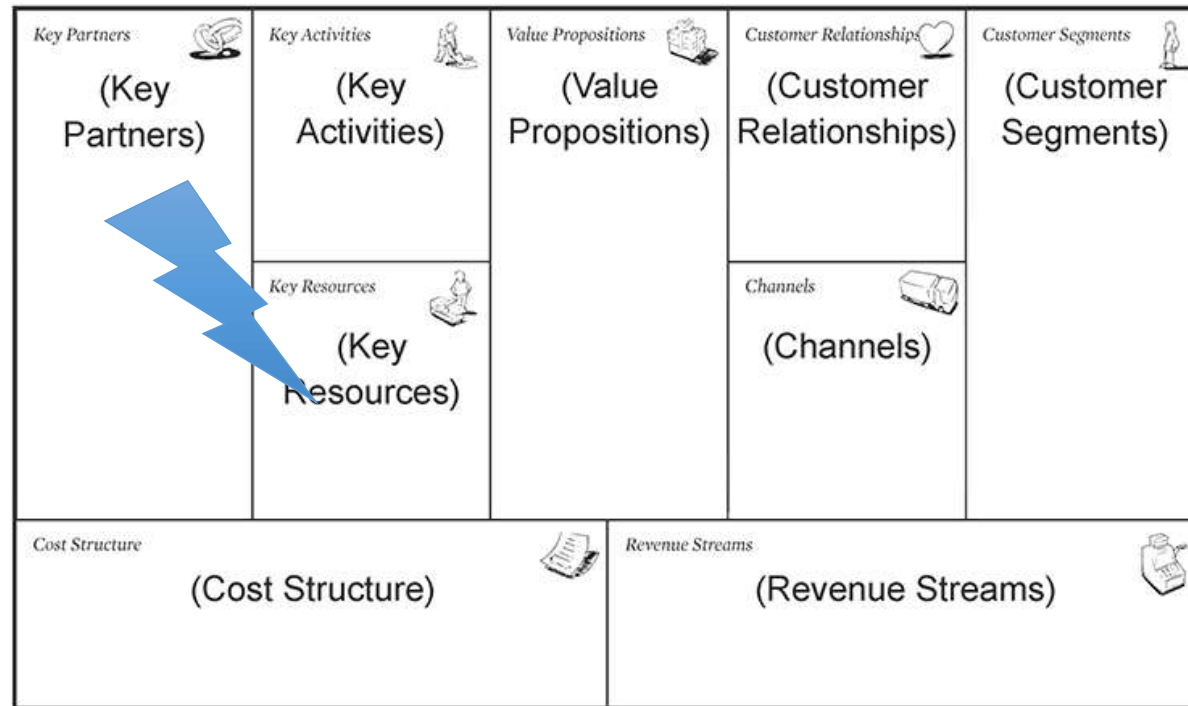 Key Partners
(Key
Partners)
Key Activities
(Key
Activities)
Value Propositions
(Value
Propositions)
Customer Relationships
(Customer
Relationships)
Customer Segments
(Customer
Segments)
Key Resources
(Key
Resources)
Channels
(Channels)
Cost Structure
(Cost Structure)
Revenue Streams
(Revenue Streams)